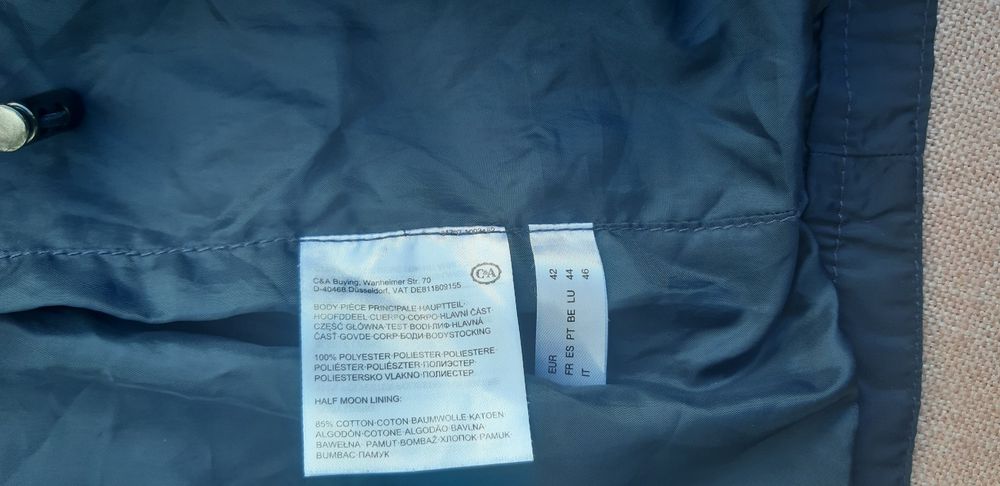 C&A Buying, Wanheimer Str. 70
D-40468 Düsseldorf, VAT DE811809155
C&A
BODY·PIÈCE PRINCIPALE·HAUPTTEIL·
HOOFDDEEL·CUERPO·CORPO·HLAVNÍ ČÁST·
CZĘŚĆ GŁÓWNA·TEST·BODI·ЛИФ·HLAVNÁ
ČASŤ·GOVDE·CORP·БОДИ·BODYSTOCKING
100% POLYESTER·POLIESTER·POLIESTERE·
POLIÉSTER·POLIÉSZTER·ПОЛИЭСТЕР·
POLIESTERSKO VLAKNO·ПОЛИЕСТЕР
HALF MOON LINING:
85% COTTON·COTON·BAUMWOLLE·KATOEN·
ALGODÓN·COTONE·ALGODÃO·BAVLNA·
BAWEŁNA· PAMUT·BOMBAŽ·ХЛОПОК·PAMUK·
BUMBAC·ПАМУК
EUR 42
FR ES PT BE LU 44
IT 46